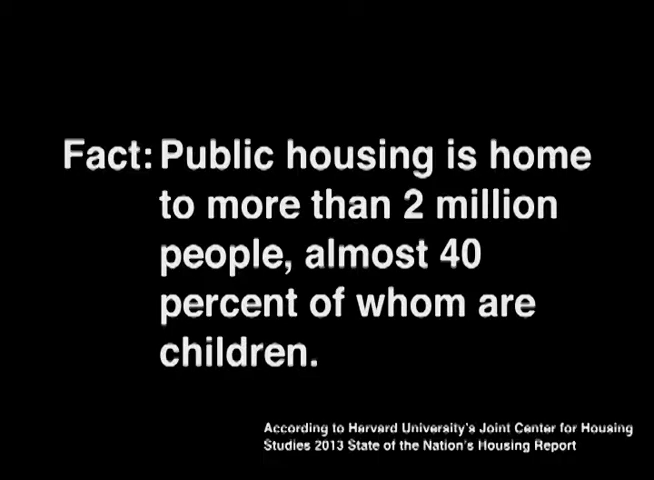 Fact: Public housing is home
to more than 2 million
people, almost 40
percent of whom are
children.
According to Harvard University's Joint Center for Housing
Studies 2013 State of the Nation's Housing Report